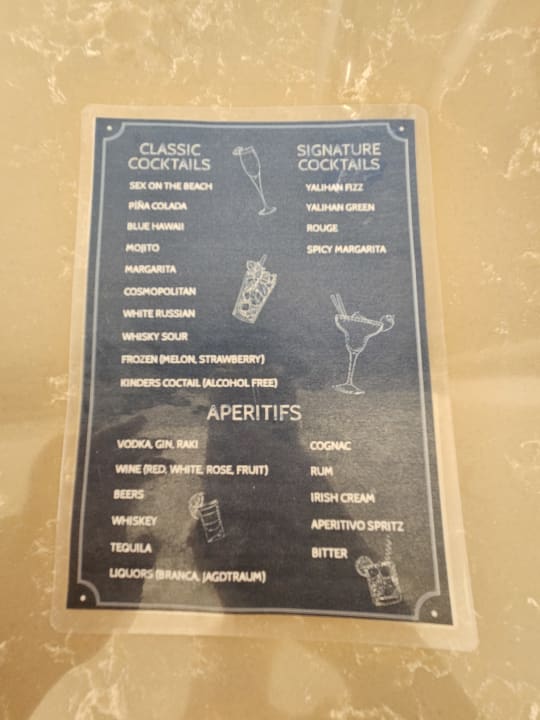 CLASSIC
COCKTAILS
SEX ON THE BEACH
PIÑA COLADA
BLUE HAWAII
MOJITO
MARGARITA
COSMOPOLITAN
WHITE RUSSIAN
WHISKY SOUR
FROZEN (MELON, STRAWBERRY)
KINDERS COCTAIL (ALCOHOL FREE)
SIGNATURE
COCKTAILS
YALIHAN FIZZ
YALIHAN GREEN
ROUGE
SPICY MARGARITA
APERITIFS
VODKA, GIN, RAKI
WINE (RED, WHITE, ROSE, FRUIT)
BEERS
WHISKEY
TEQUILA
LIQUORS (BRANCA, JAGDTRAUM)
COGNAC
RUM
IRISH CREAM
APERITIVO SPRITZ
BITTER